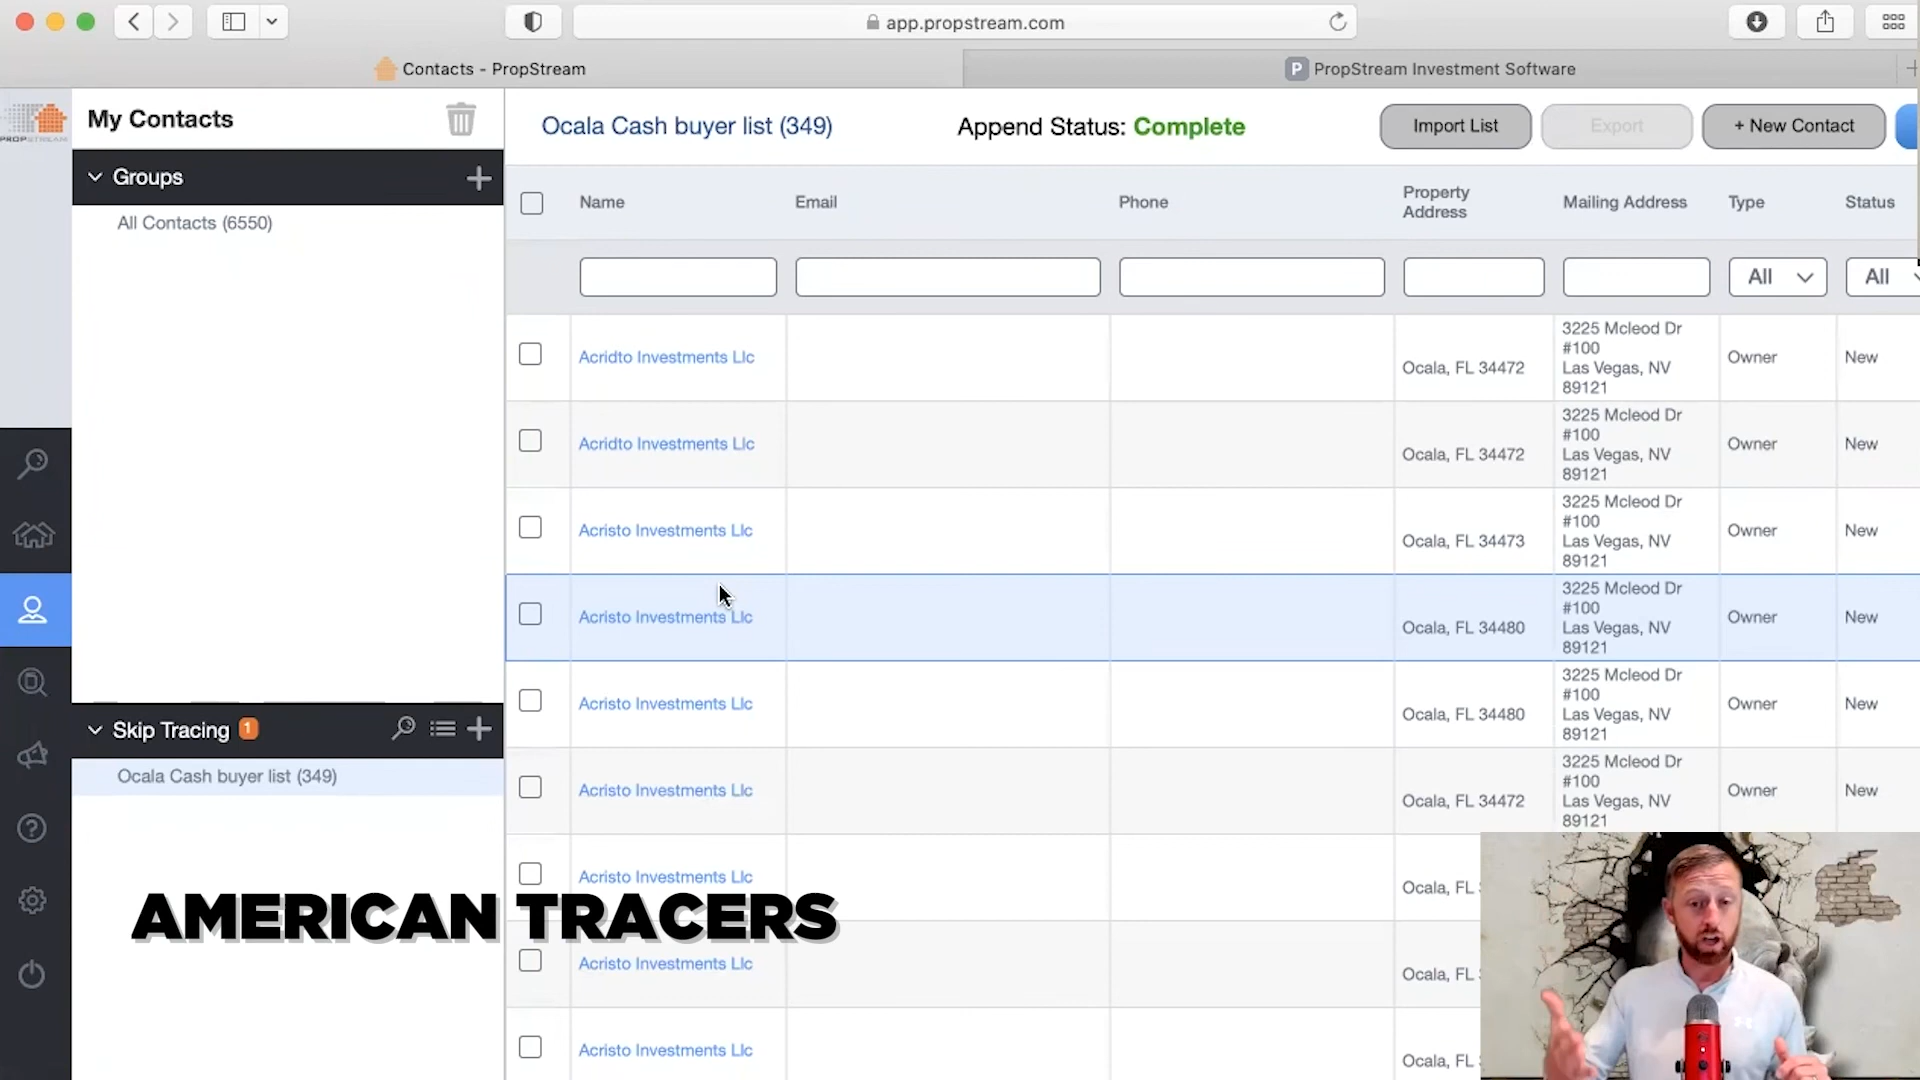 app.propstream.com
Contacts - PropStream
P PropStream Investment Software
PROPSTREAM
My Contacts
Ocala Cash buyer list (349)
Append Status: Complete
Import List
Export
+ New Contact
Groups
All Contacts (6550)
Name
Email
Phone
Property
Address
Mailing Address
Type
Status
All
All
Acridto Investments Llc
Ocala, FL 34472
3225 Mcleod Dr
#100
Las Vegas, NV
89121
Owner
New
Acridto Investments Llc
Ocala, FL 34472
3225 Mcleod Dr
#100
Las Vegas, NV
89121
Owner
New
Acristo Investments Llc
Ocala, FL 34473
3225 Mcleod Dr
#100
Las Vegas, NV
89121
Owner
New
Acristo Investments Llc
Ocala, FL 34480
3225 Mcleod Dr
#100
Las Vegas, NV
89121
Owner
New
Acristo Investments Llc
Ocala, FL 34480
3225 Mcleod Dr
#100
Las Vegas, NV
89121
Owner
New
Acristo Investments Llc
Ocala, FL 34472
3225 Mcleod Dr
#100
Las Vegas, NV
89121
Owner
New
Acristo Investments Llc
Ocala, FL
Acristo Investments Llc
Ocala, FL
Acristo Investments Llc
Ocala, FL
Skip Tracing 1
Ocala Cash buyer list (349)
AMERICAN TRACERS